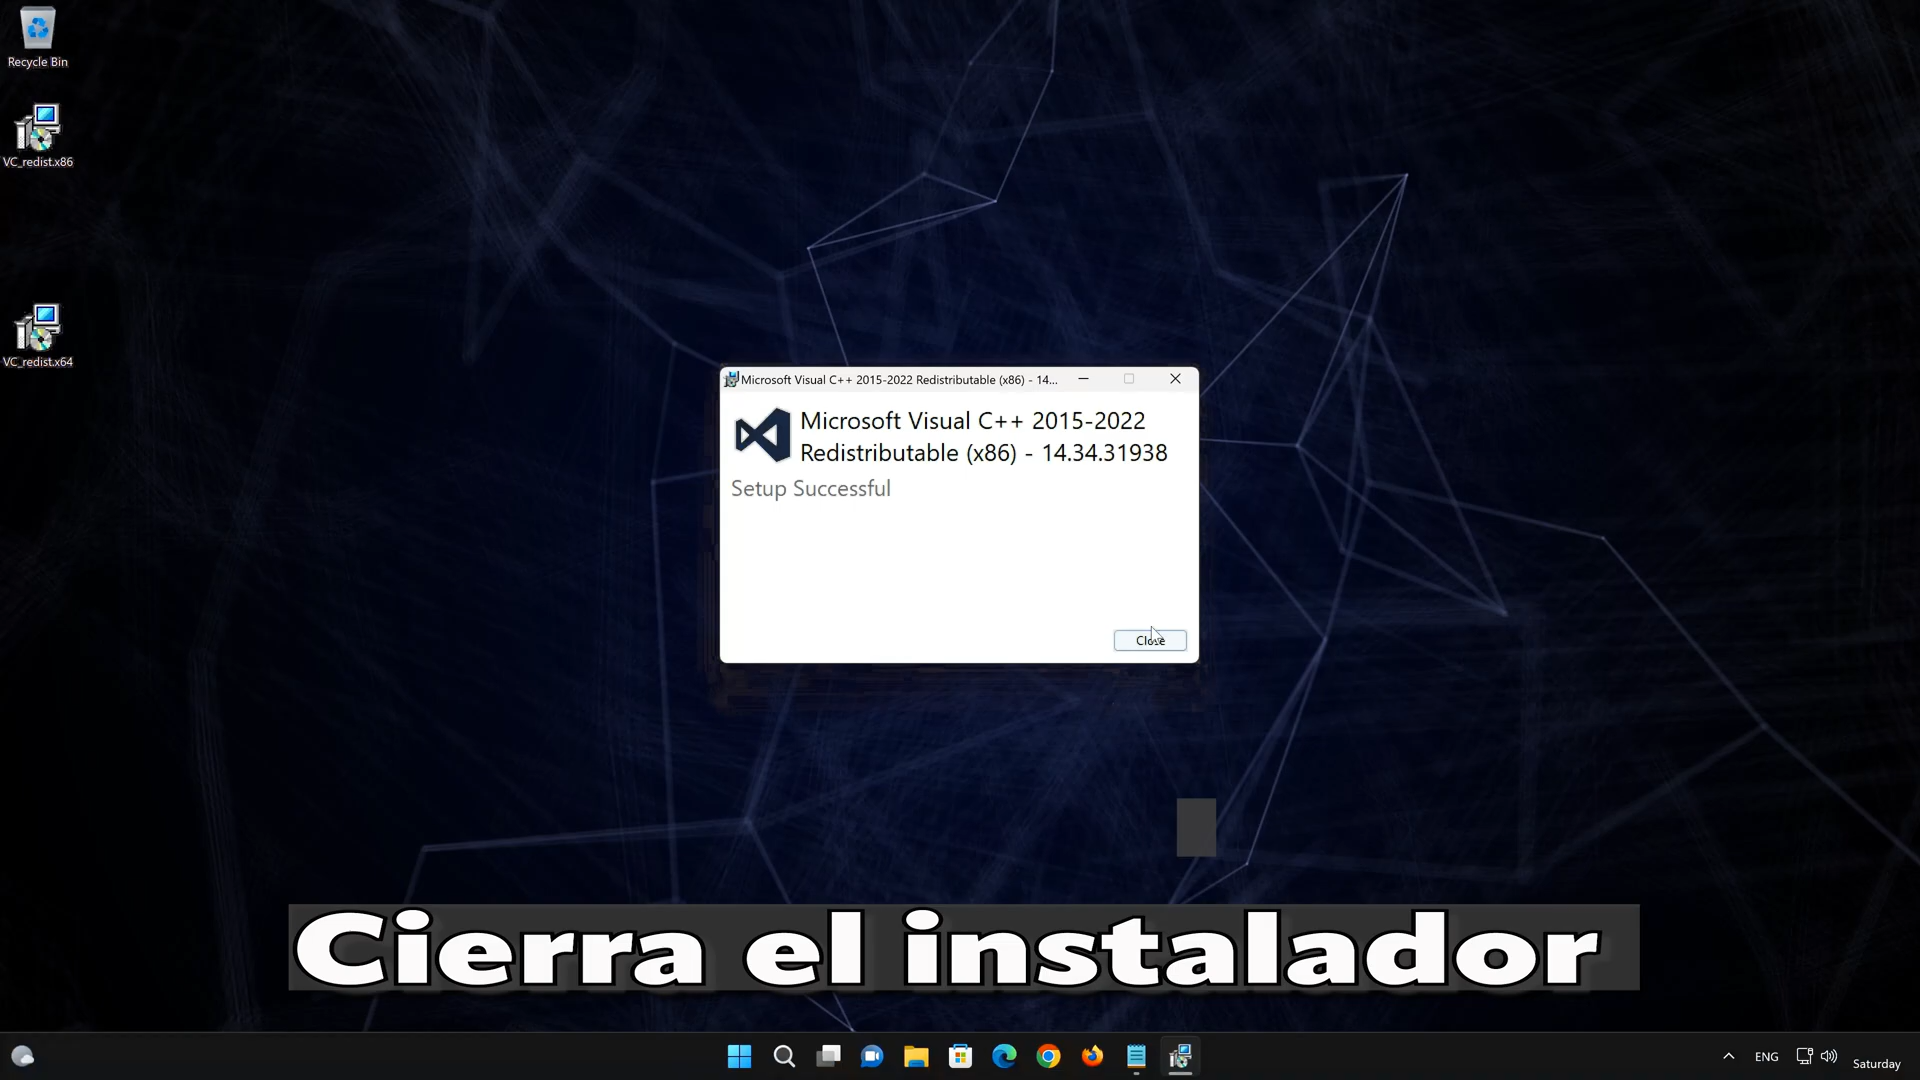 Recycle Bin
VC_redist.x86
VC_redist.x64
Microsoft Visual C++ 2015-2022 Redistributable (x86) - 14...
Microsoft Visual C++ 2015-2022
Redistributable (x86) - 14.34.31938
Setup Successful
Close
Cierra el instalador
ENG
Saturday